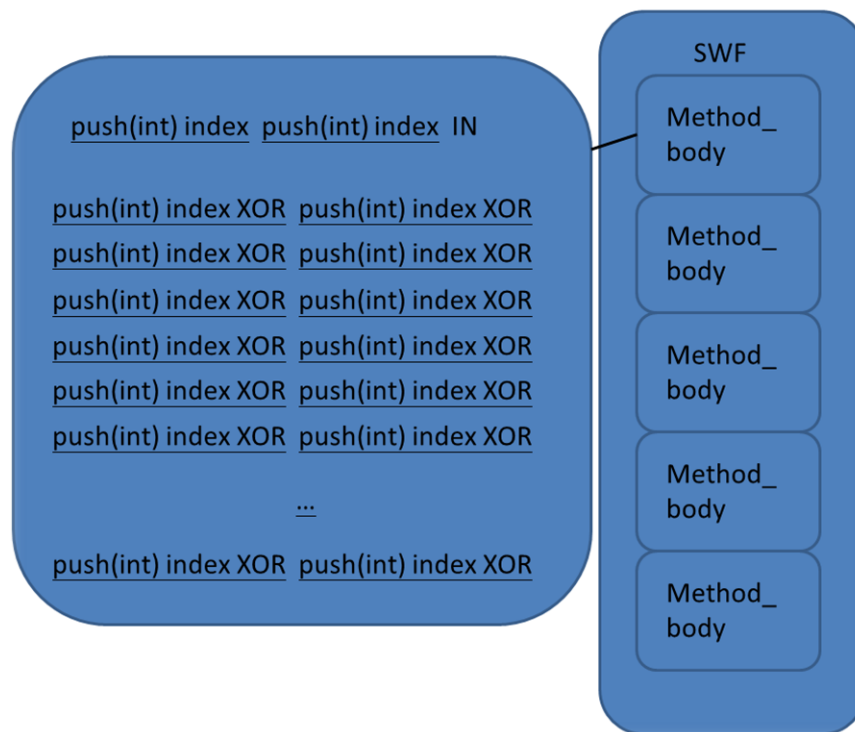 push(int) index push(int) index IN
push(int) index XOR push(int) index XOR
push(int) index XOR push(int) index XOR
push(int) index XOR push(int) index XOR
push(int) index XOR push(int) index XOR
push(int) index XOR push(int) index XOR
push(int) index XOR push(int) index XOR
...
push(int) index XOR push(int) index XOR
SWF
Method_
body
Method_
body
Method_
body
Method_
body
Method_
body